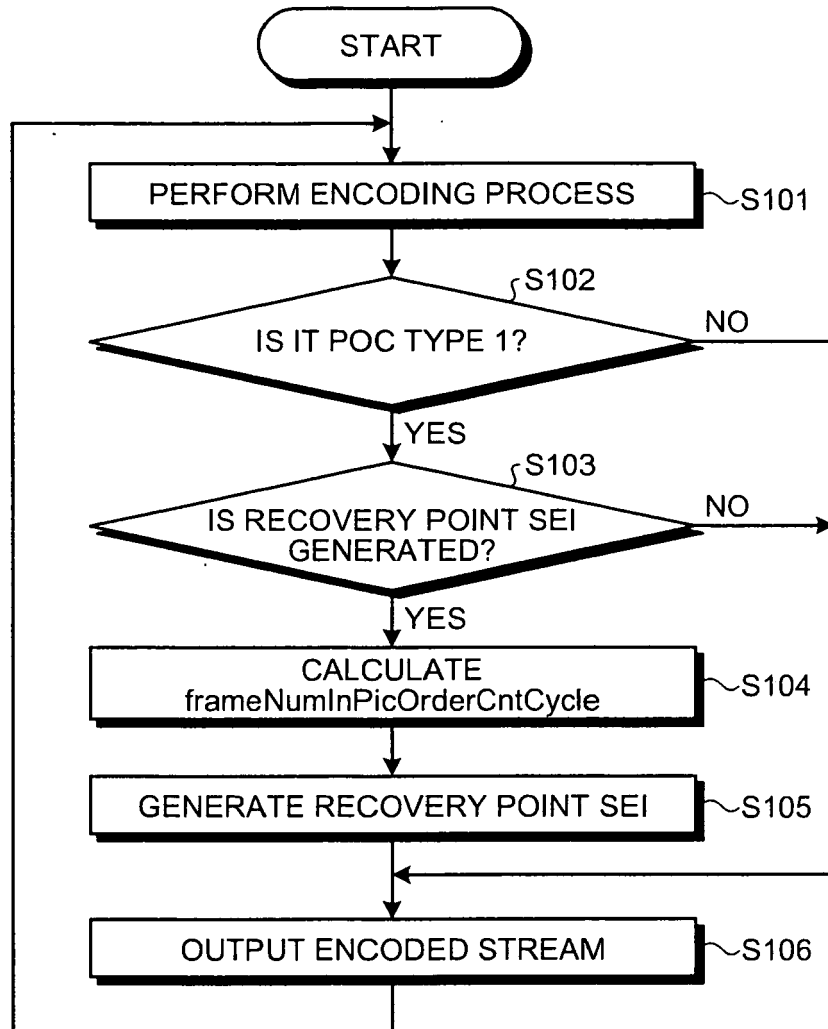 START
PERFORM ENCODING PROCESS
S101
S102
IS IT POC TYPE 1?
NO
YES
S103
IS RECOVERY POINT SEI
GENERATED?
NO
YES
CALCULATE
frameNumInPicOrderCntCycle
S104
GENERATE RECOVERY POINT SEI
S105
OUTPUT ENCODED STREAM
S106